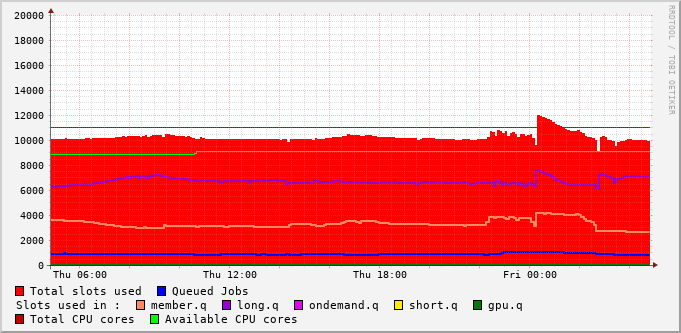 20000
18000
16000
14000
12000
10000
8000
6000
4000
2000
0
Thu 06:00 Thu 12:00 Thu 18:00 Fri 00:00
Total slots used Queued Jobs
Slots used in : member.q long.q ondemand.q short.q gpu.q
Total CPU cores Available CPU cores
RRDTOOL / TOBI OETIKER